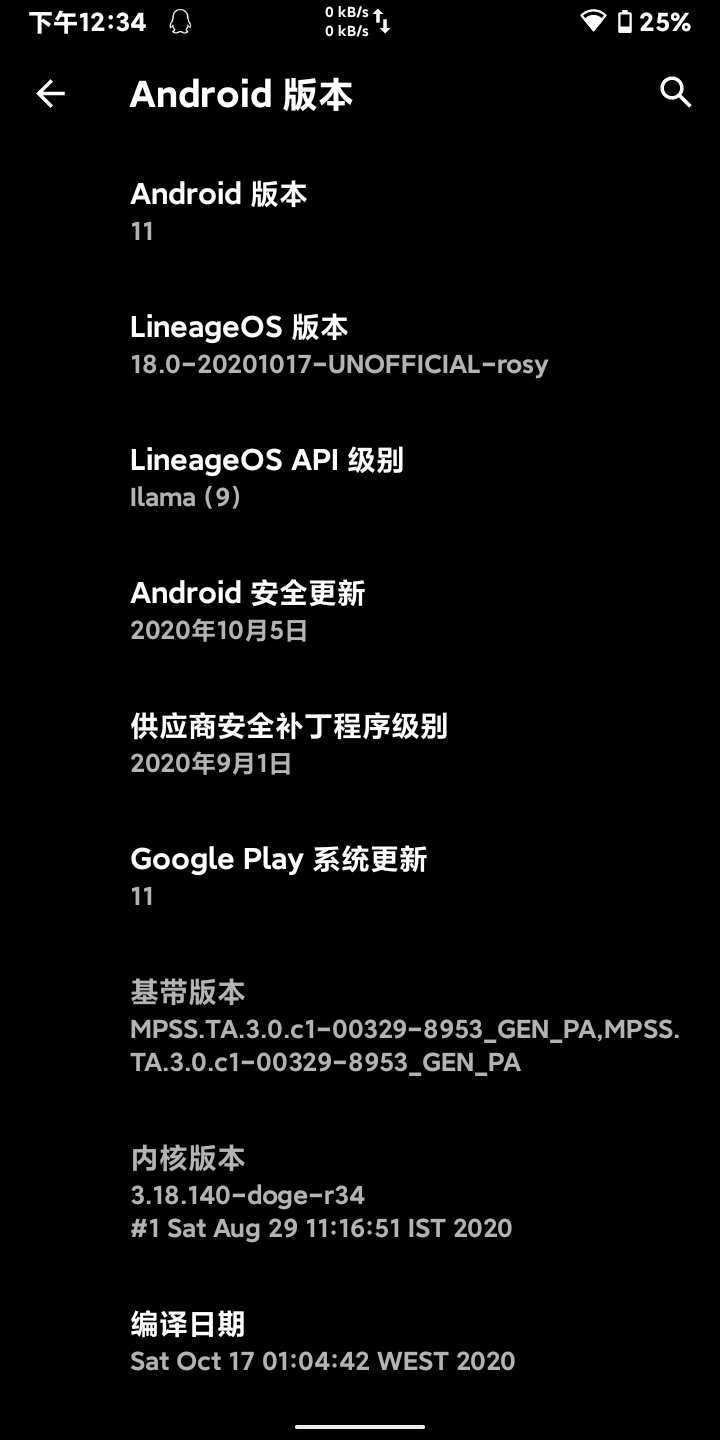 下午12:34
0 kB/s
0 kB/s
25%
Android 版本
Android 版本
11
LineageOS 版本
18.0-20201017-UNOFFICIAL-rosy
LineageOS API 级别
Ilama (9)
Android 安全更新
2020年10月5日
供应商安全补丁程序级别
2020年9月1日
Google Play 系统更新
11
基带版本
MPSS.TA.3.0.c1-00329-8953_GEN_PA,MPSS.
TA.3.0.c1-00329-8953_GEN_PA
内核版本
3.18.140-doge-r34
#1 Sat Aug 29 11:16:51 IST 2020
编译日期
Sat Oct 17 01:04:42 WEST 2020